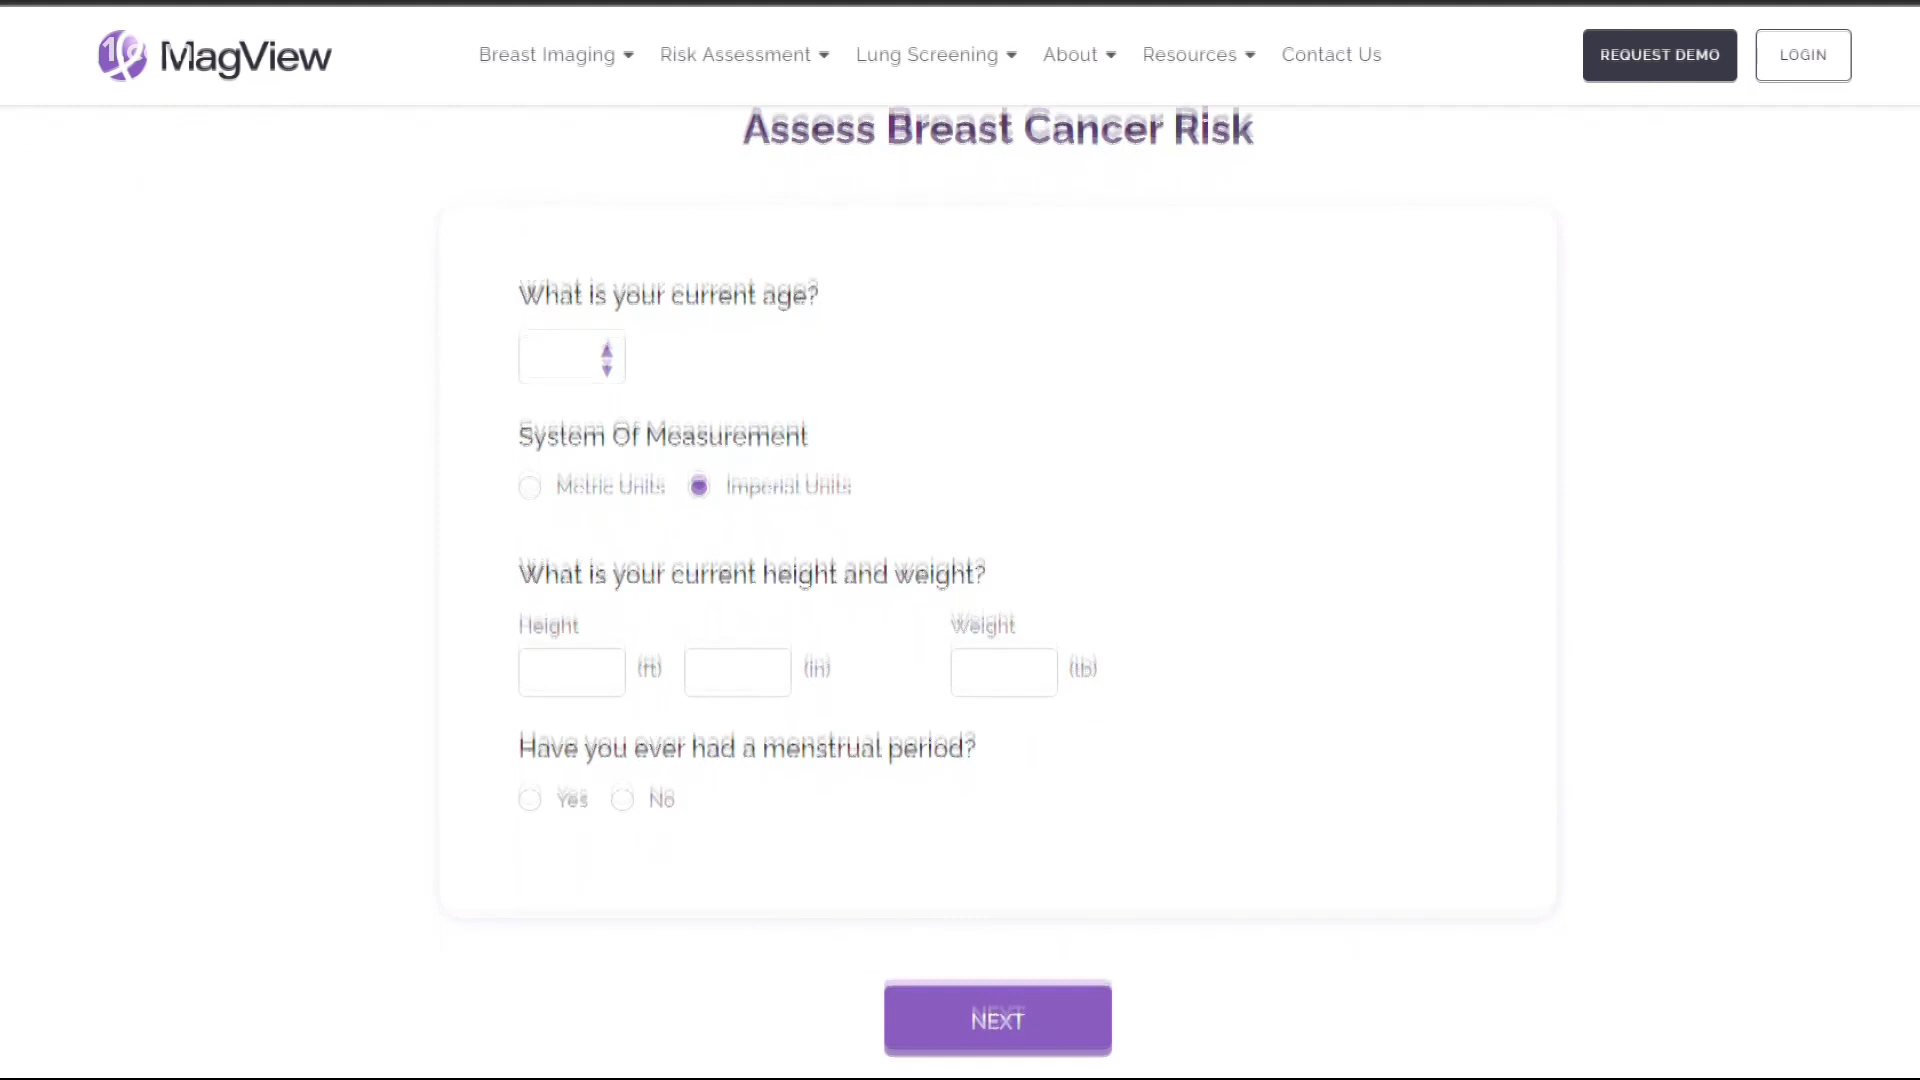 MagView
Breast Imaging Risk Assessment Lung Screening About Resources Contact Us REQUEST DEMO LOGIN
Assess Breast Cancer Risk
What is your current age?
System Of Measurement
Metric Units Imperial Units
What is your current height and weight?
Height Weight
(ft) (in) (lb)
Have you ever had a menstrual period?
Yes No
NEXT